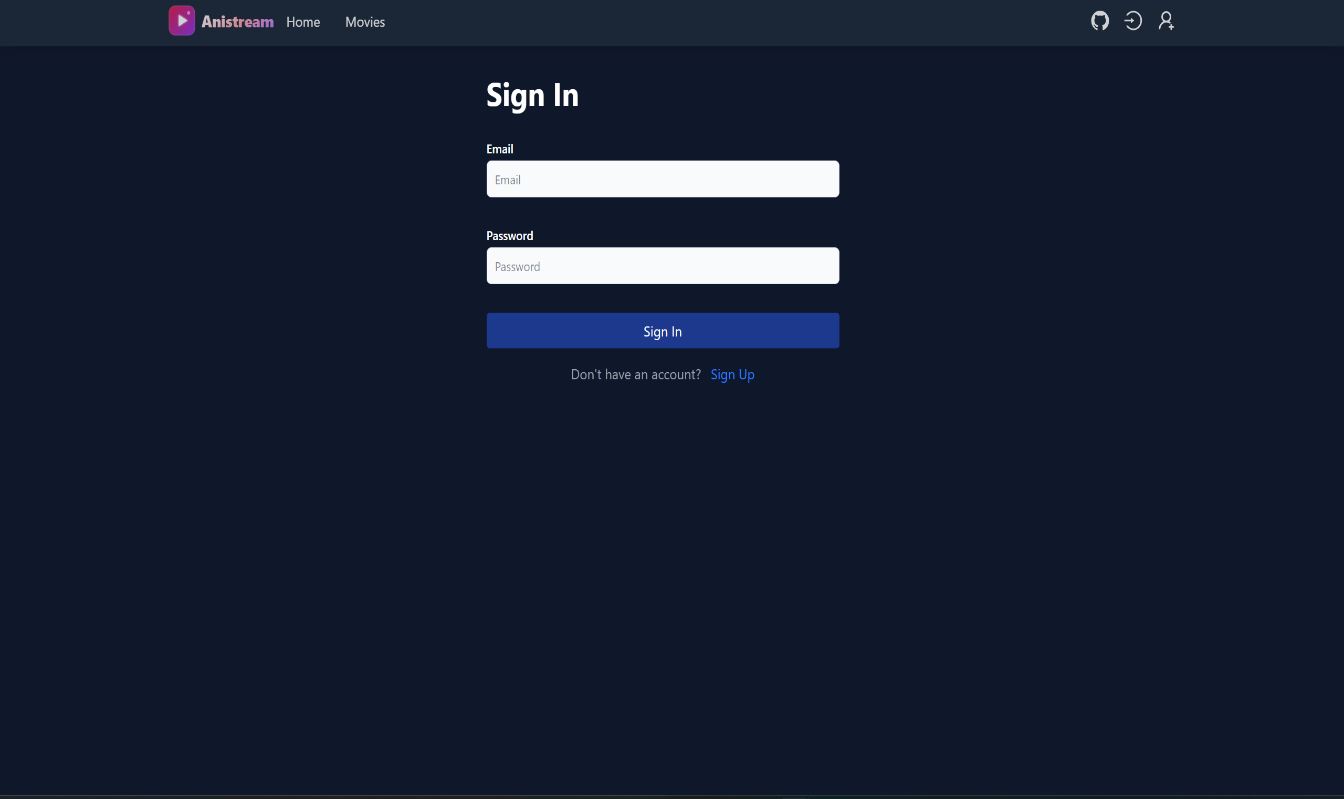 Anistream Home Movies
Sign In
Email
Email
Password
Password
Sign In
Don't have an account? Sign Up